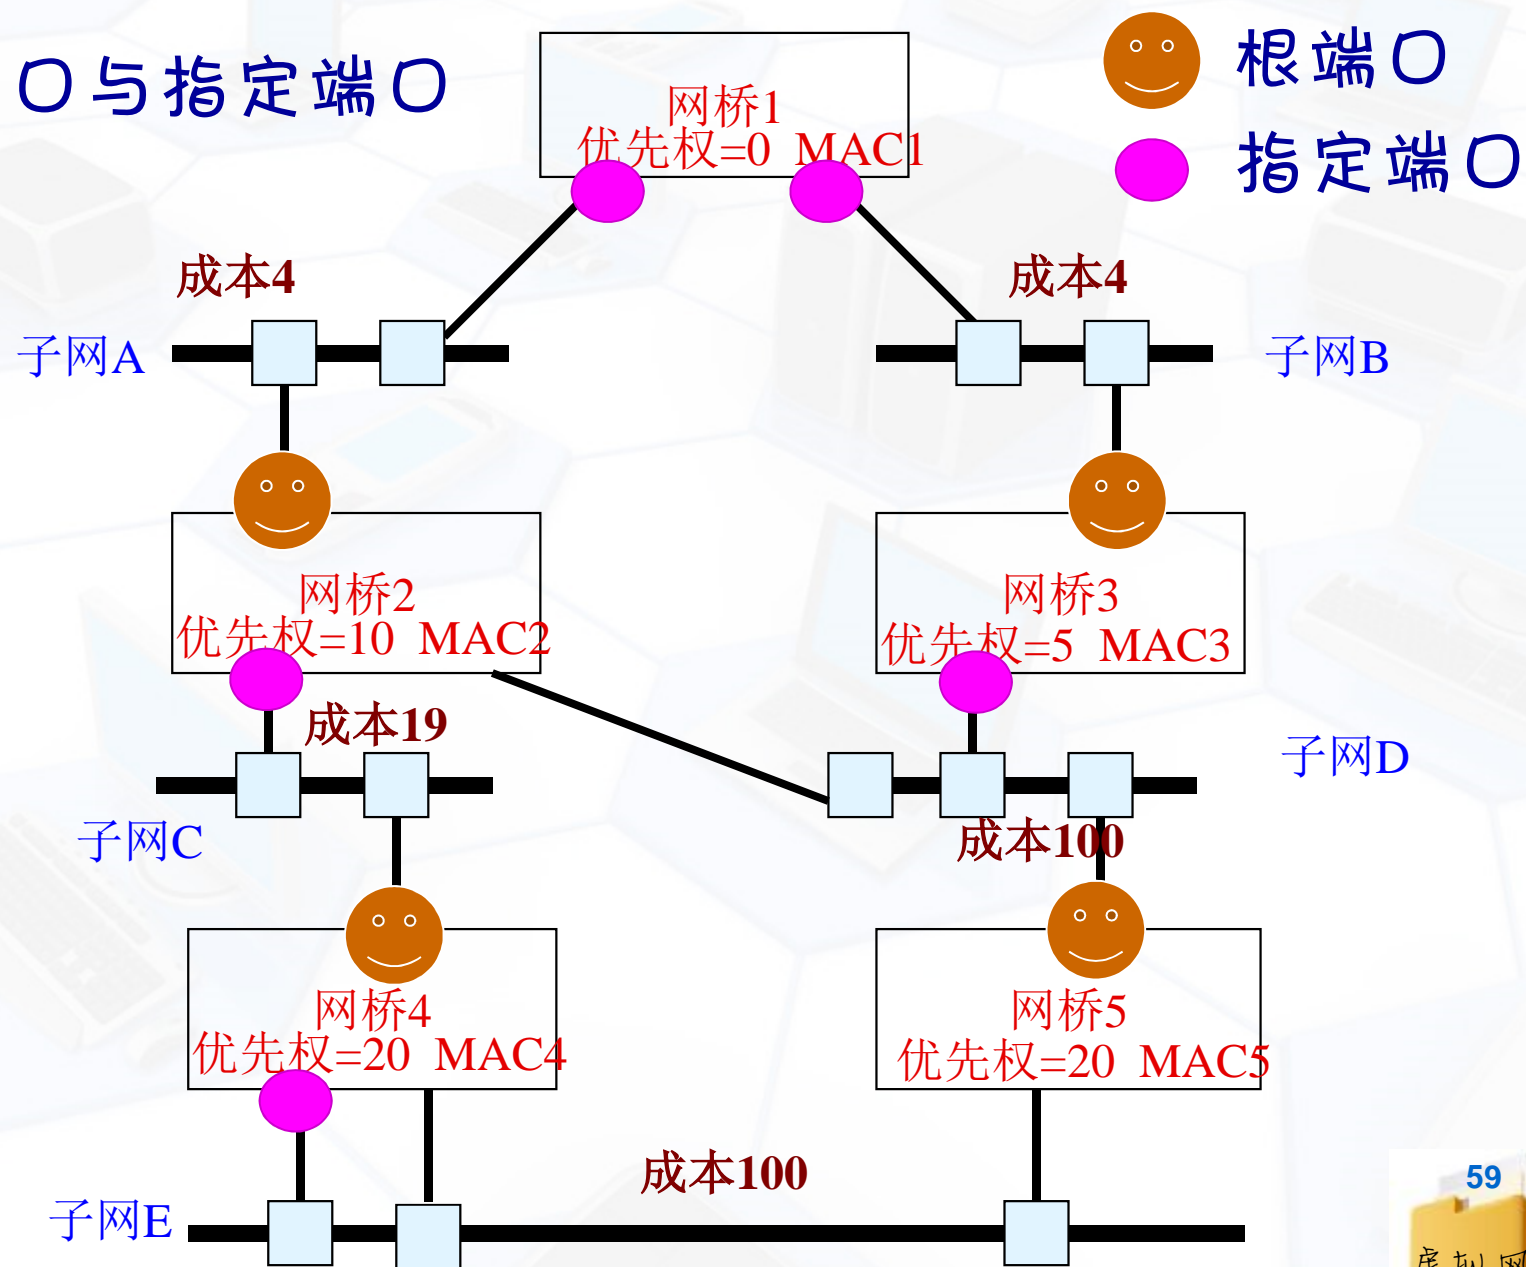 口与指定端口
根端口
指定端口
网桥1
优先权=0 MAC1
成本4
成本4
子网A
子网B
网桥2
优先权=10 MAC2
网桥3
优先权=5 MAC3
成本19
子网D
子网C
成本100
网桥4
优先权=20 MAC4
网桥5
优先权=20 MAC5
成本100
59
子网E